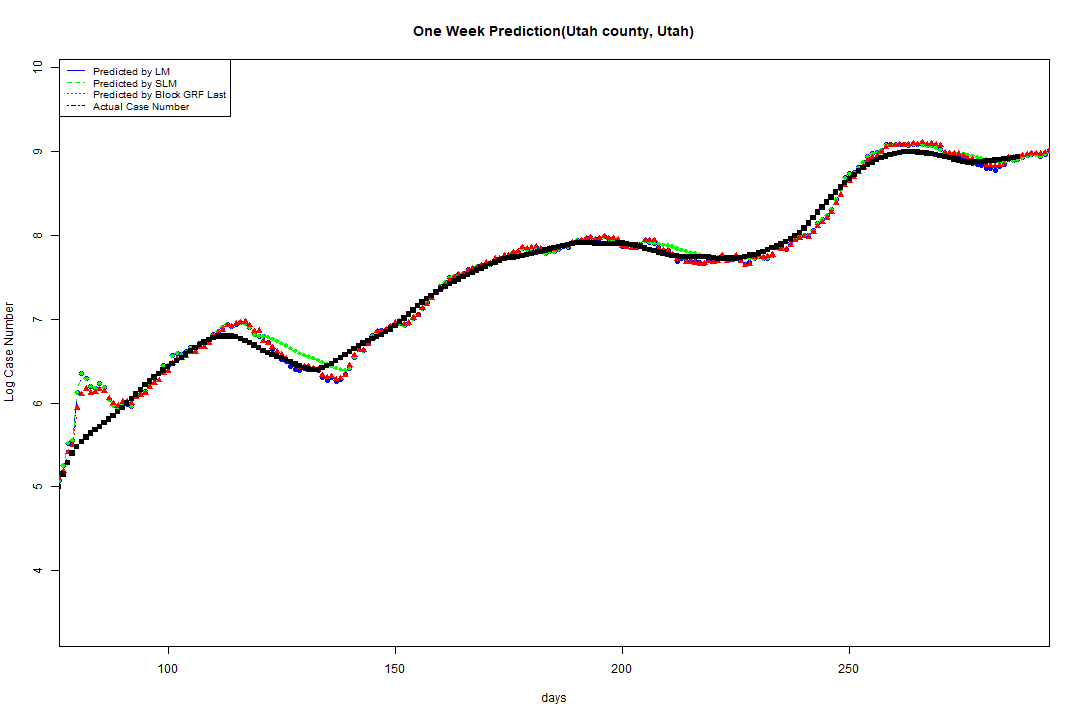 One Week Prediction(Utah county, Utah)
Predicted by LM
Predicted by SLM
Predicted by Block GRF Last
Actual Case Number
Log Case Number
10
9
8
7
6
5
4
100 150 200 250
days